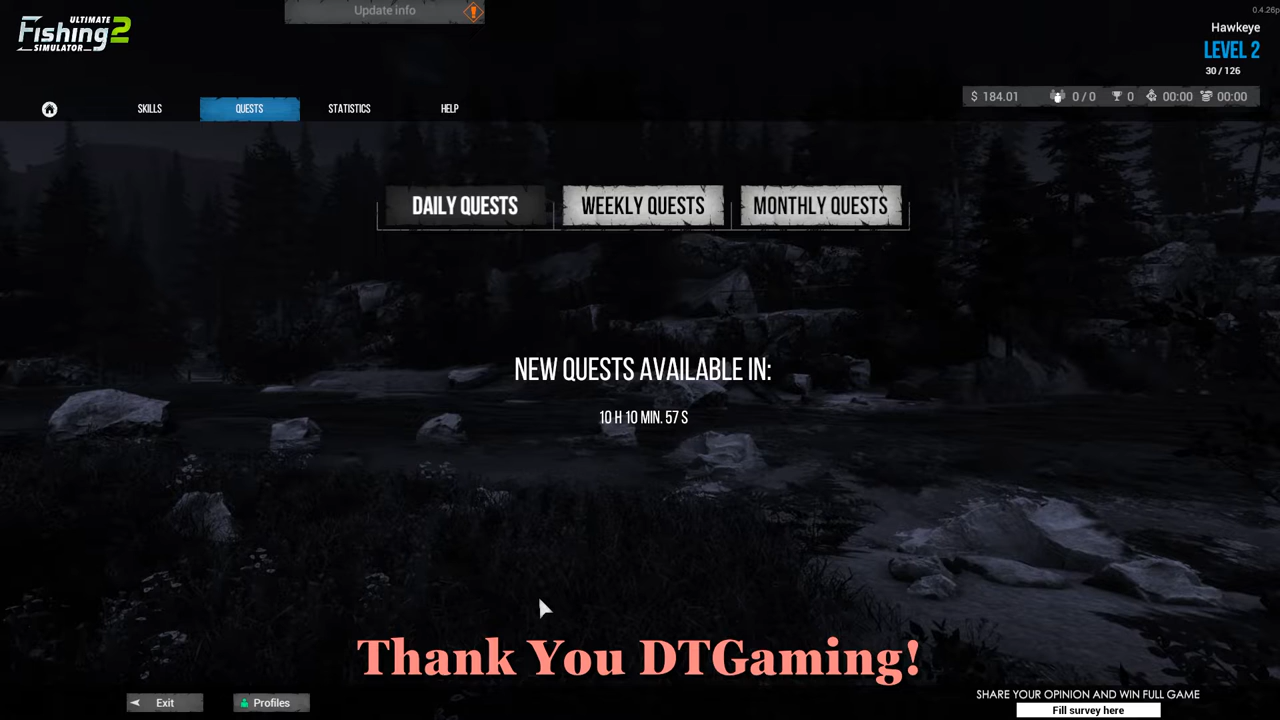 Update info
0.4.26p
ULTIMATE
Fishing 2
SIMULATOR
Hawkeye
LEVEL 2
30 / 126
$ 184.01 0 / 0 0 00:00 00:00
SKILLS QUESTS STATISTICS HELP
DAILY QUESTS WEEKLY QUESTS MONTHLY QUESTS
NEW QUESTS AVAILABLE IN:
10 H 10 MIN. 57 S
Thank You DTGaming!
Exit Profiles
SHARE YOUR OPINION AND WIN FULL GAME
Fill survey here